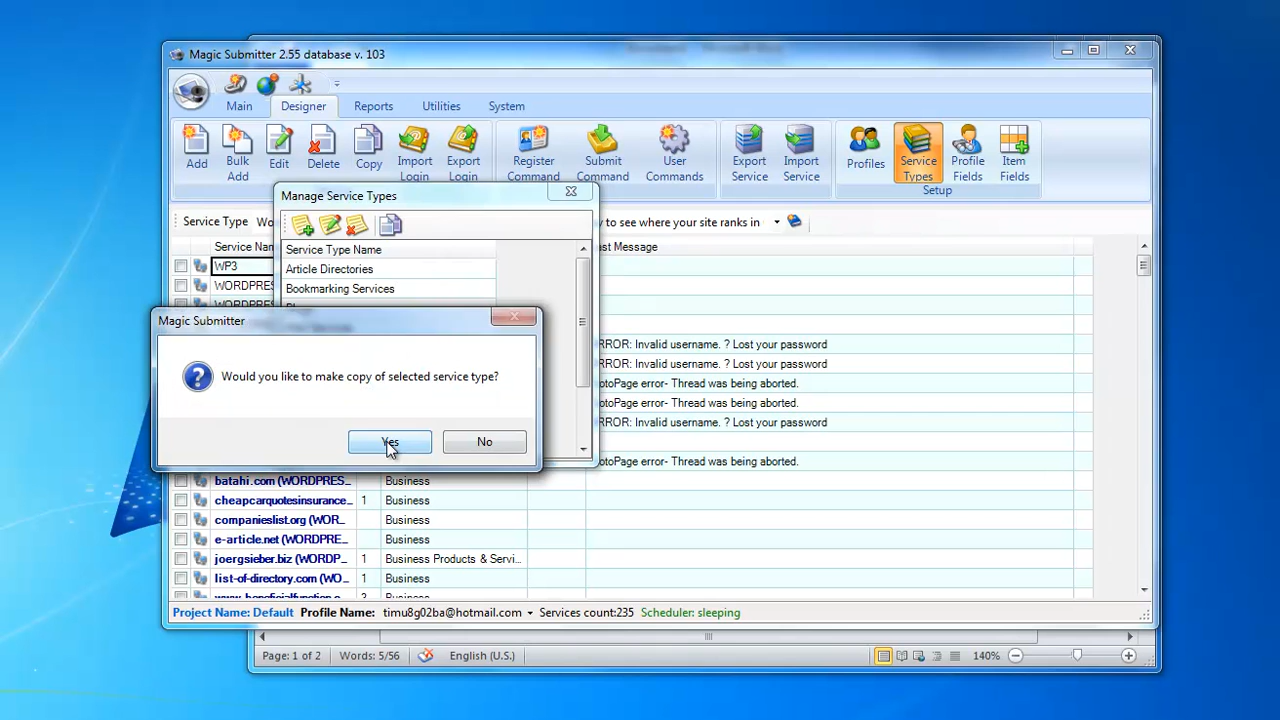 Magic Submitter 2.55 database v. 103
Main Designer Reports Utilities System
Add Bulk Add Edit Delete Copy Import Login Export Login Register Command Submit Command User Commands Export Service Import Service Profiles Service Types Profile Fields Item Fields
Setup
Manage Service Types
Service Type
y to see where your site ranks in
Service Type Name
Article Directories
Bookmarking Services
WP3
Magic Submitter
Would you like to make copy of selected service type?
Yes No
ERROR: Invalid username. ? Lost your password
ERROR: Invalid username. ? Lost your password
otoPage error- Thread was being aborted.
otoPage error- Thread was being aborted.
ERROR: Invalid username. ? Lost your password
otoPage error- Thread was being aborted.
batahi.com (WORDPRES... Business
cheapcarquotesinsurance... 1 Business
companieslist.org (WOR... Business
e-article.net (WORDPRE... Business
joergsieber.biz (WORDP... 1 Business Products & Servi...
list-of-directory.com (WO... 1 Business
Project Name: Default Profile Name: timu8g02ba@hotmail.com Services count:235 Scheduler: sleeping
Page: 1 of 2 Words: 5/56 English (U.S.) 140%